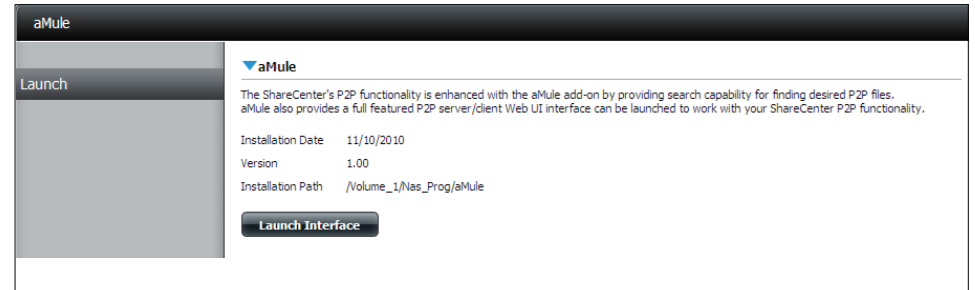 aMule
Launch
aMule
The ShareCenter's P2P functionality is enhanced with the aMule add-on by providing search capability for finding desired P2P files.
aMule also provides a full featured P2P server/client Web UI interface can be launched to work with your ShareCenter P2P functionality.
Installation Date 11/10/2010
Version 1.00
Installation Path /Volume_1/Nas_Prog/aMule
Launch Interface